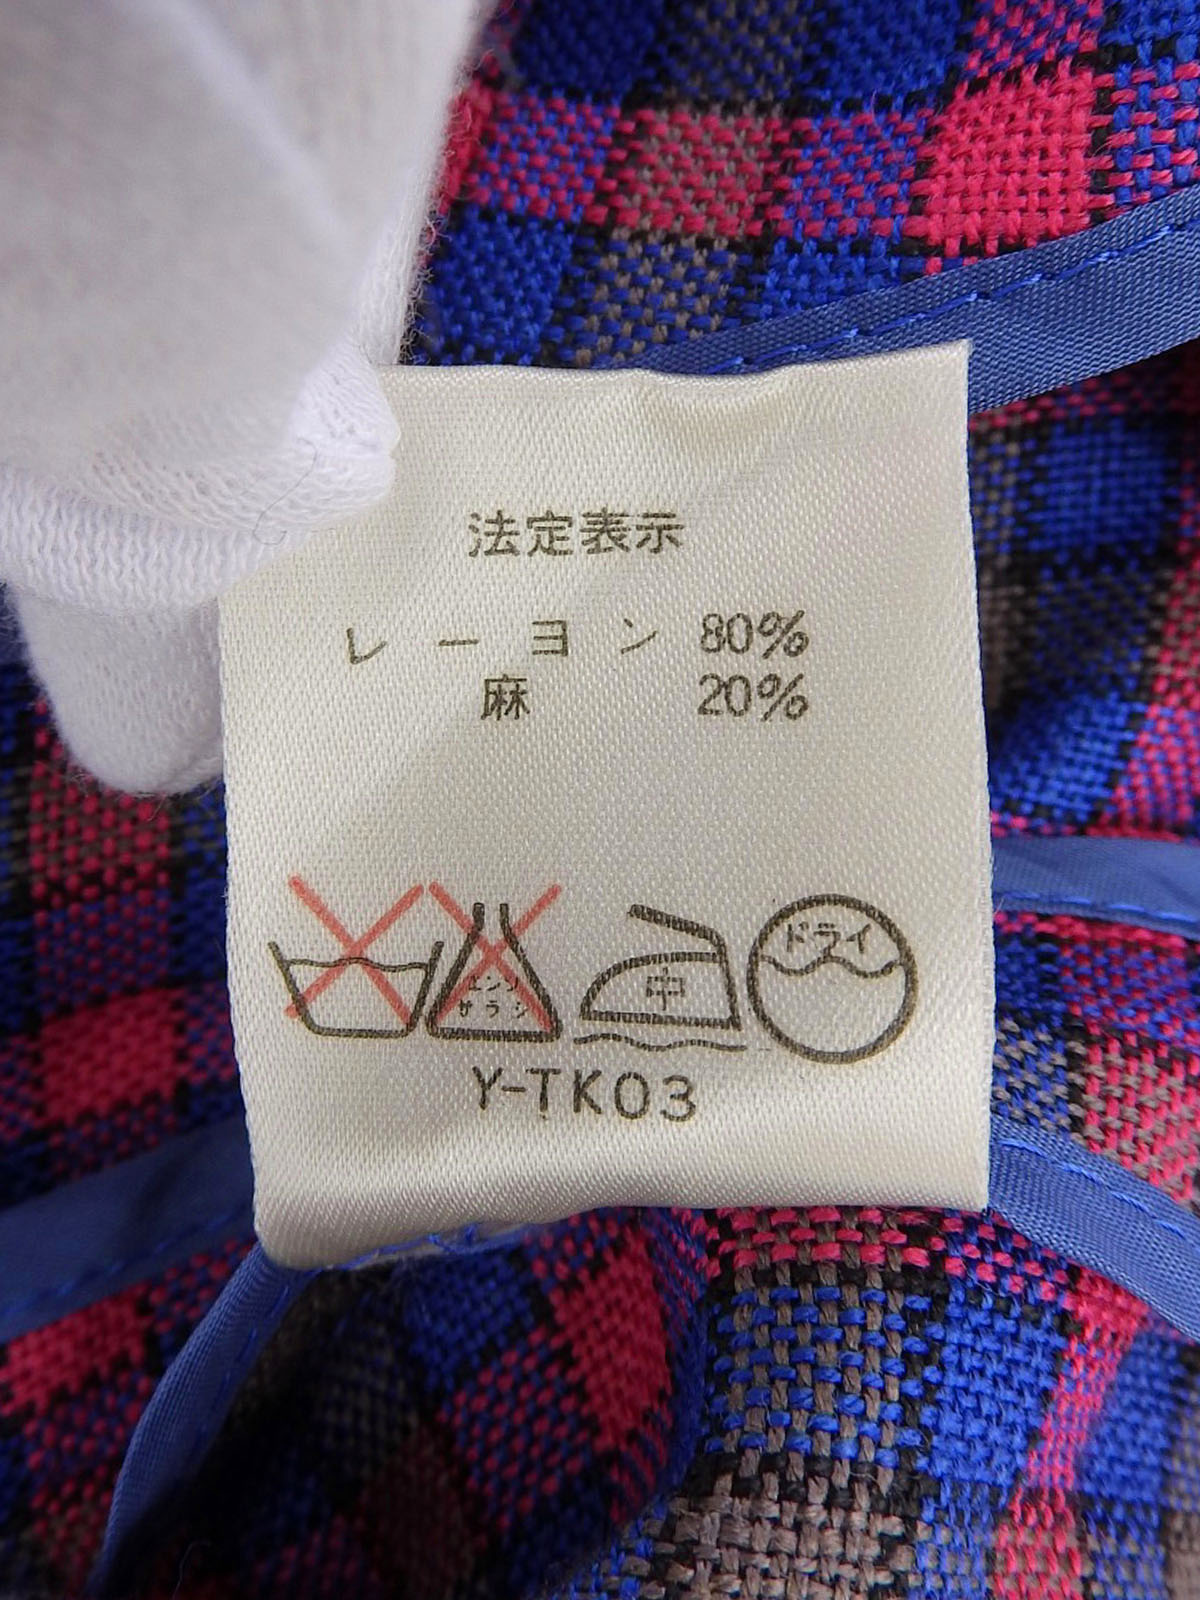 法定表示
レーヨン 80%
麻 20%
エンソ
サラシ
中
ドライ
Y-TK03